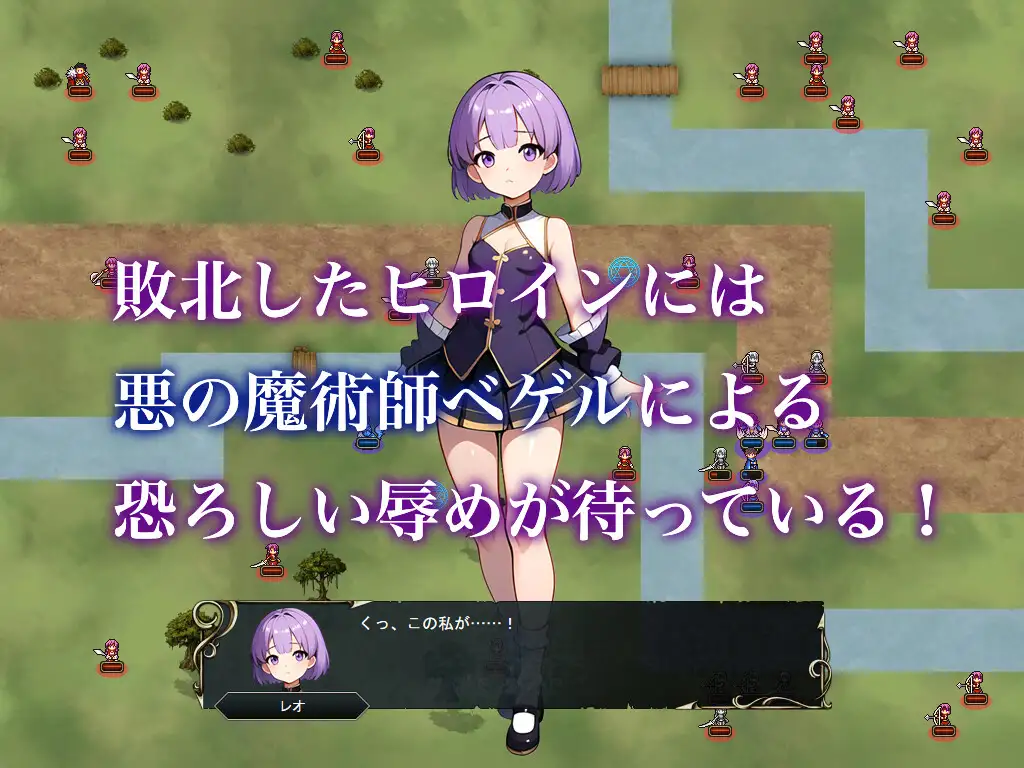 敗北したヒロインには
悪の魔術師ベゲルによる
恐ろしい辱めが待っている！
くっ、この私が……！
レオ